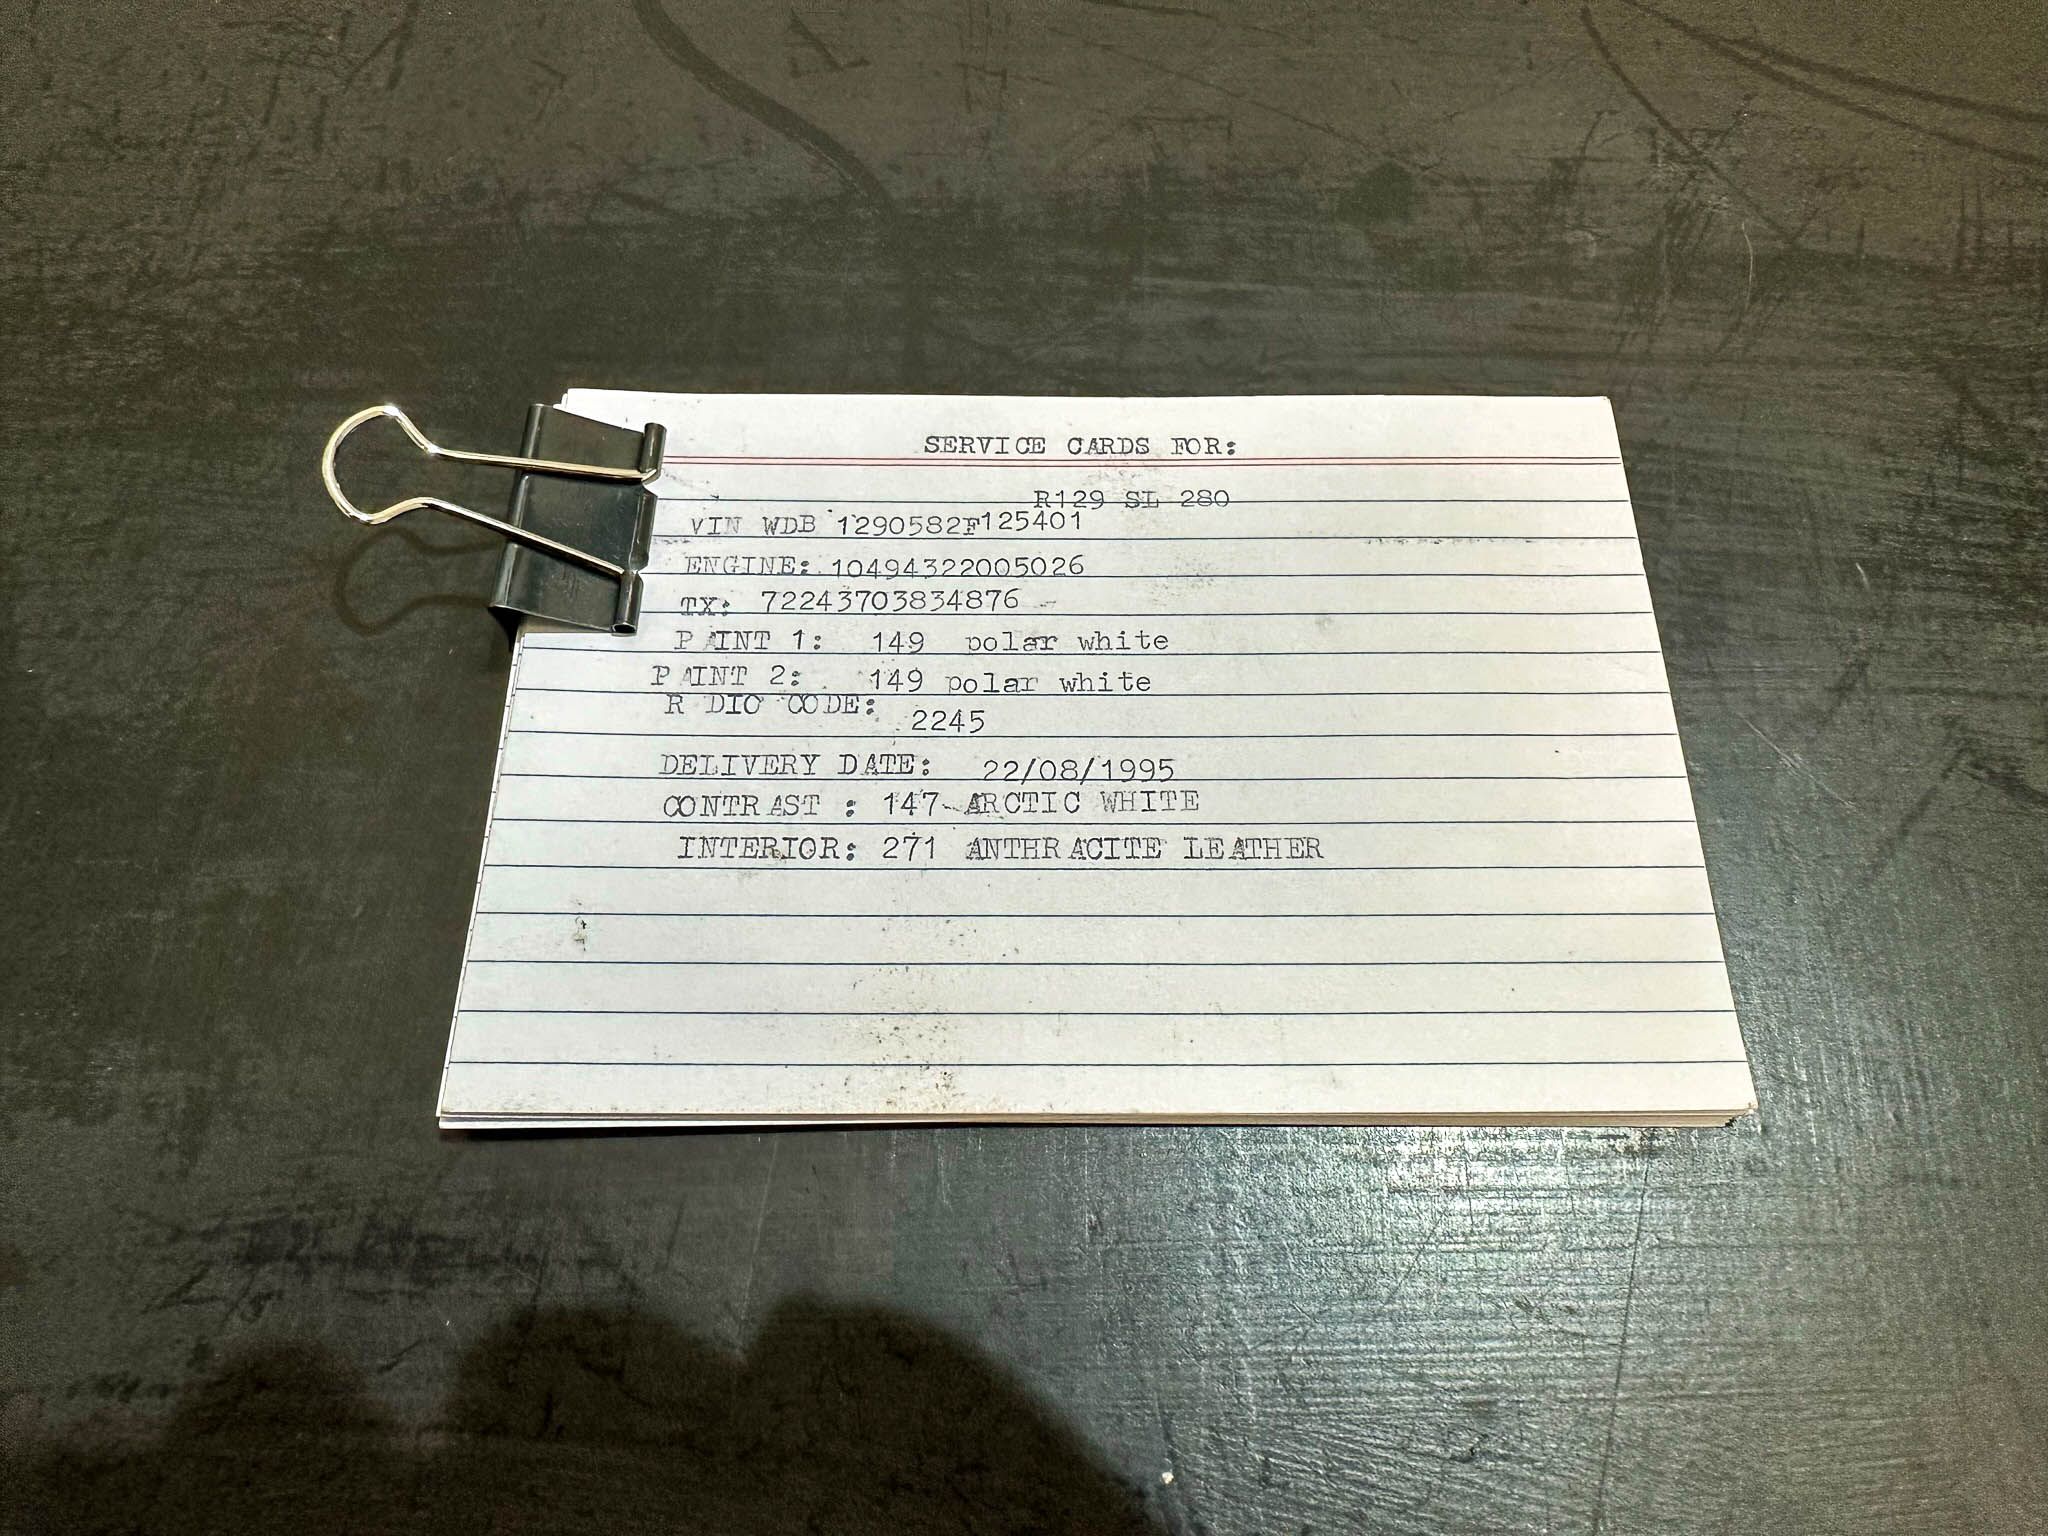 SERVICE CARDS FOR:
R129 SL 280
VIN WDB 1290582F125401
ENGINE: 10494322005026
TX: 72243703834876
PAINT 1: 149 polar white
PAINT 2: 149 polar white
R DIO CODE: 2245
DELIVERY DATE: 22/08/1995
CONTRAST : 147 ARCTIC WHITE
INTERIOR: 271 ANTHRACITE LEATHER